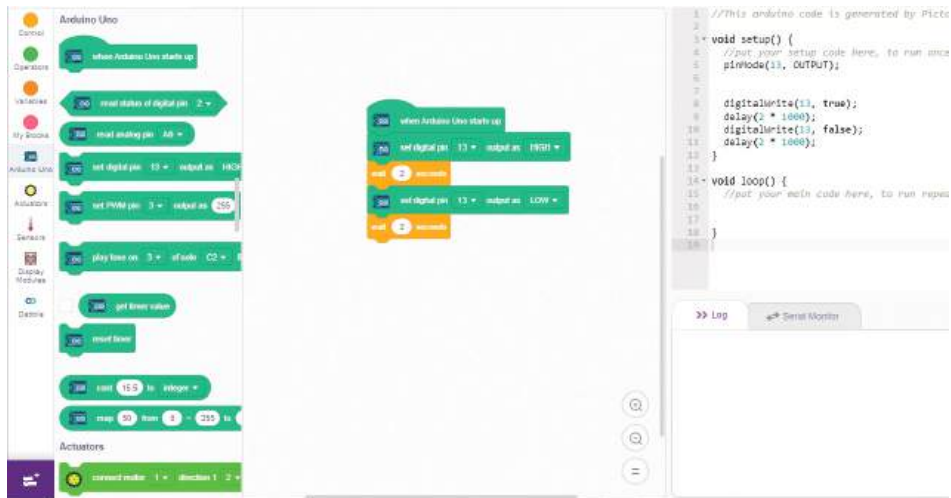 Control
Operators
Variables
My Blocks
Arduino Uno
Actuators
Sensors
Display
Modules
Arduino Uno
when Arduino Uno starts up
read status of digital pin 2
read analog pin A0
set digital pin 13 output as HIGH
set PWM pin 3 output as 255
play tone on 3 of note C2
get timer value
reset timer
cast 15.5 to integer
map 50 from ~ 255 to
Actuators
connect motor 1 direction 1 2
when Arduino Uno starts up
set digital pin 13 output as HIGH
wait 2 seconds
set digital pin 13 output as LOW
wait 2 seconds
1 //This arduino code is generated by Picto
2
3 void setup() {
4 //put your setup code here, to run once
5 pinMode(13, OUTPUT);
6
7
8 digitalWrite(13, true);
9 delay(2 * 1000);
10 digitalWrite(13, false);
11 delay(2 * 1000);
12 }
13
14 void loop() {
15 //put your main code here, to run repea
16
17
18 }
19
Log
Serial Monitor